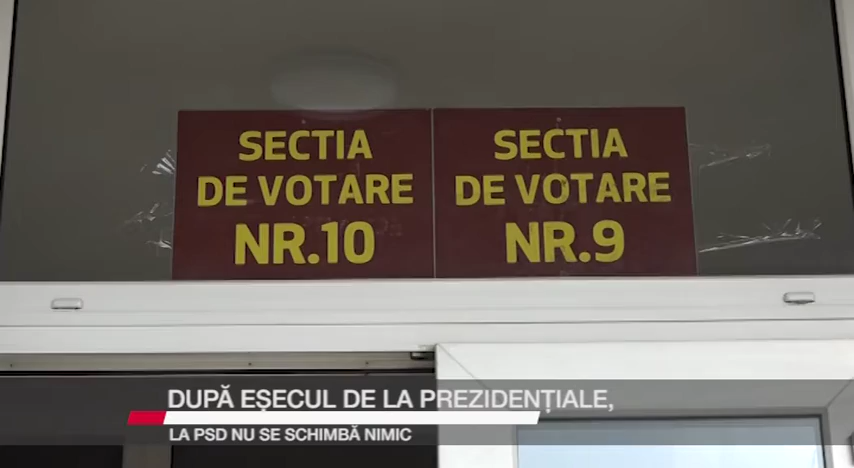 SECTIA
DE VOTARE
NR.10
SECTIA
DE VOTARE
NR.9
DUPĂ EȘECUL DE LA PREZIDENȚIALE,
LA PSD NU SE SCHIMBĂ NIMIC